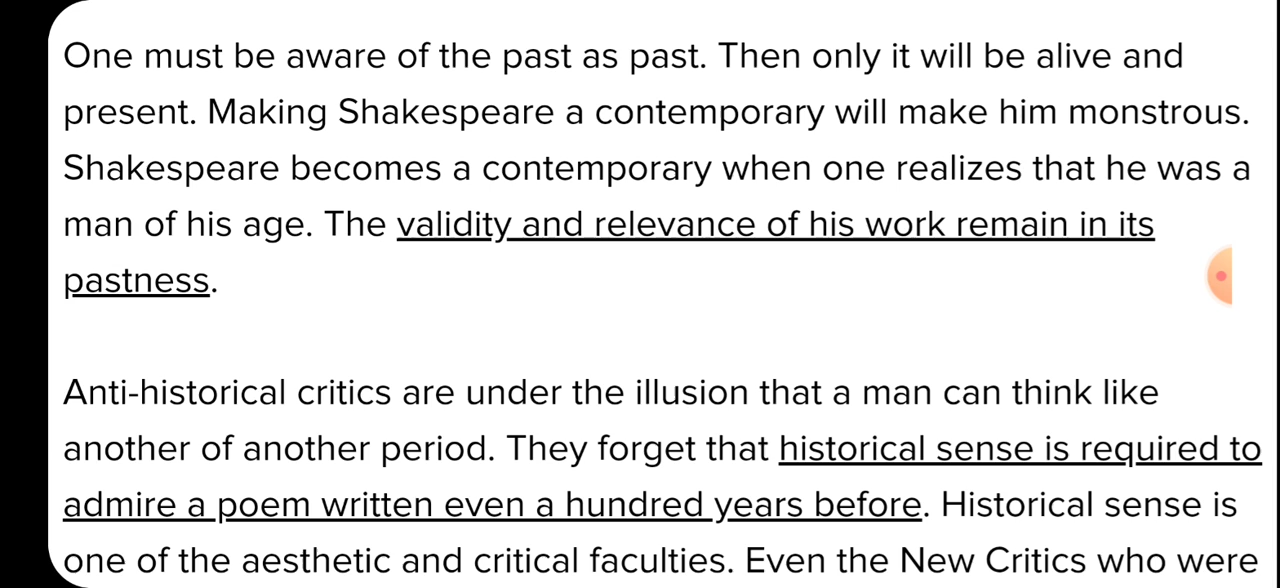 One must be aware of the past as past. Then only it will be alive and
present. Making Shakespeare a contemporary will make him monstrous.
Shakespeare becomes a contemporary when one realizes that he was a
man of his age. The validity and relevance of his work remain in its
pastness.
Anti-historical critics are under the illusion that a man can think like
another of another period. They forget that historical sense is required to
admire a poem written even a hundred years before. Historical sense is
one of the aesthetic and critical faculties. Even the New Critics who were